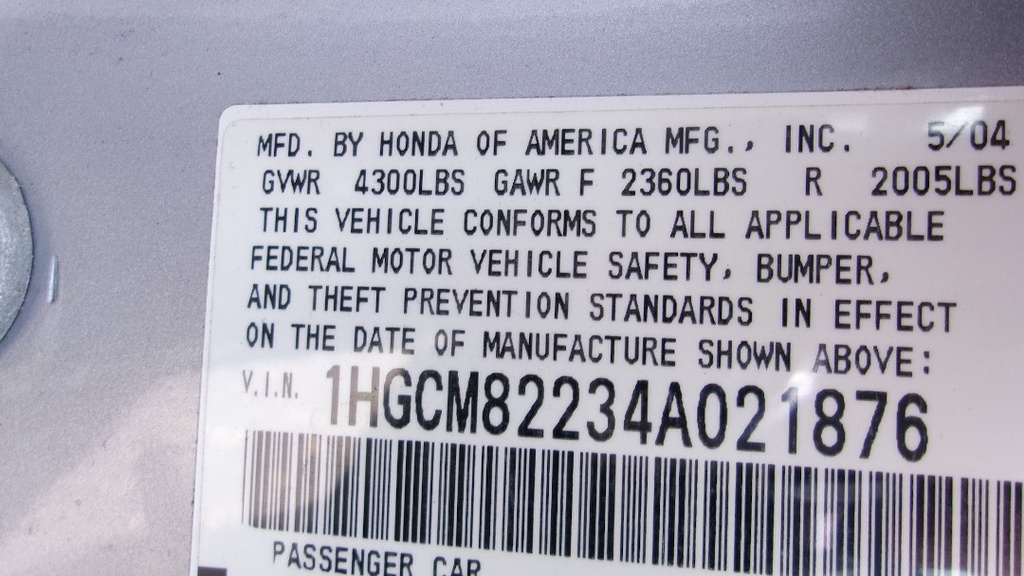 MFD. BY HONDA OF AMERICA MFG., INC. 5/04
GVWR 4300LBS GAWR F 2360LBS R 2005LBS
THIS VEHICLE CONFORMS TO ALL APPLICABLE
FEDERAL MOTOR VEHICLE SAFETY, BUMPER,
AND THEFT PREVENTION STANDARDS IN EFFECT
ON THE DATE OF MANUFACTURE SHOWN ABOVE:
V.I.N. 1HGCM82234A021876
PASSENGER CAR